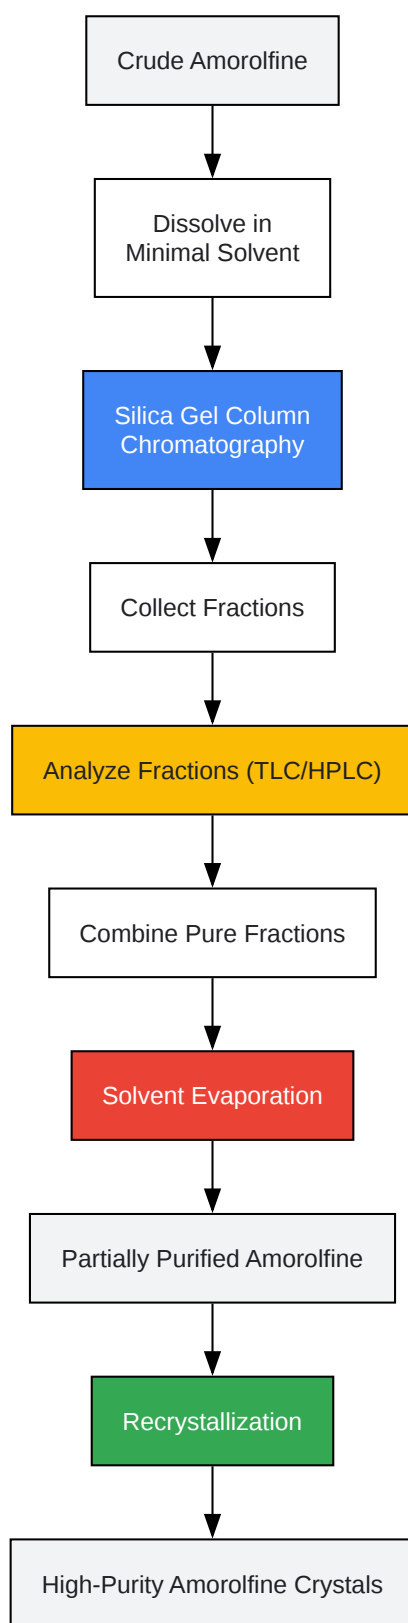 Crude Amorolfine
Dissolve in
Minimal Solvent
Silica Gel Column
Chromatography
Collect Fractions
Analyze Fractions (TLC/HPLC)
Combine Pure Fractions
Solvent Evaporation
Partially Purified Amorolfine
Recrystallization
High-Purity Amorolfine Crystals